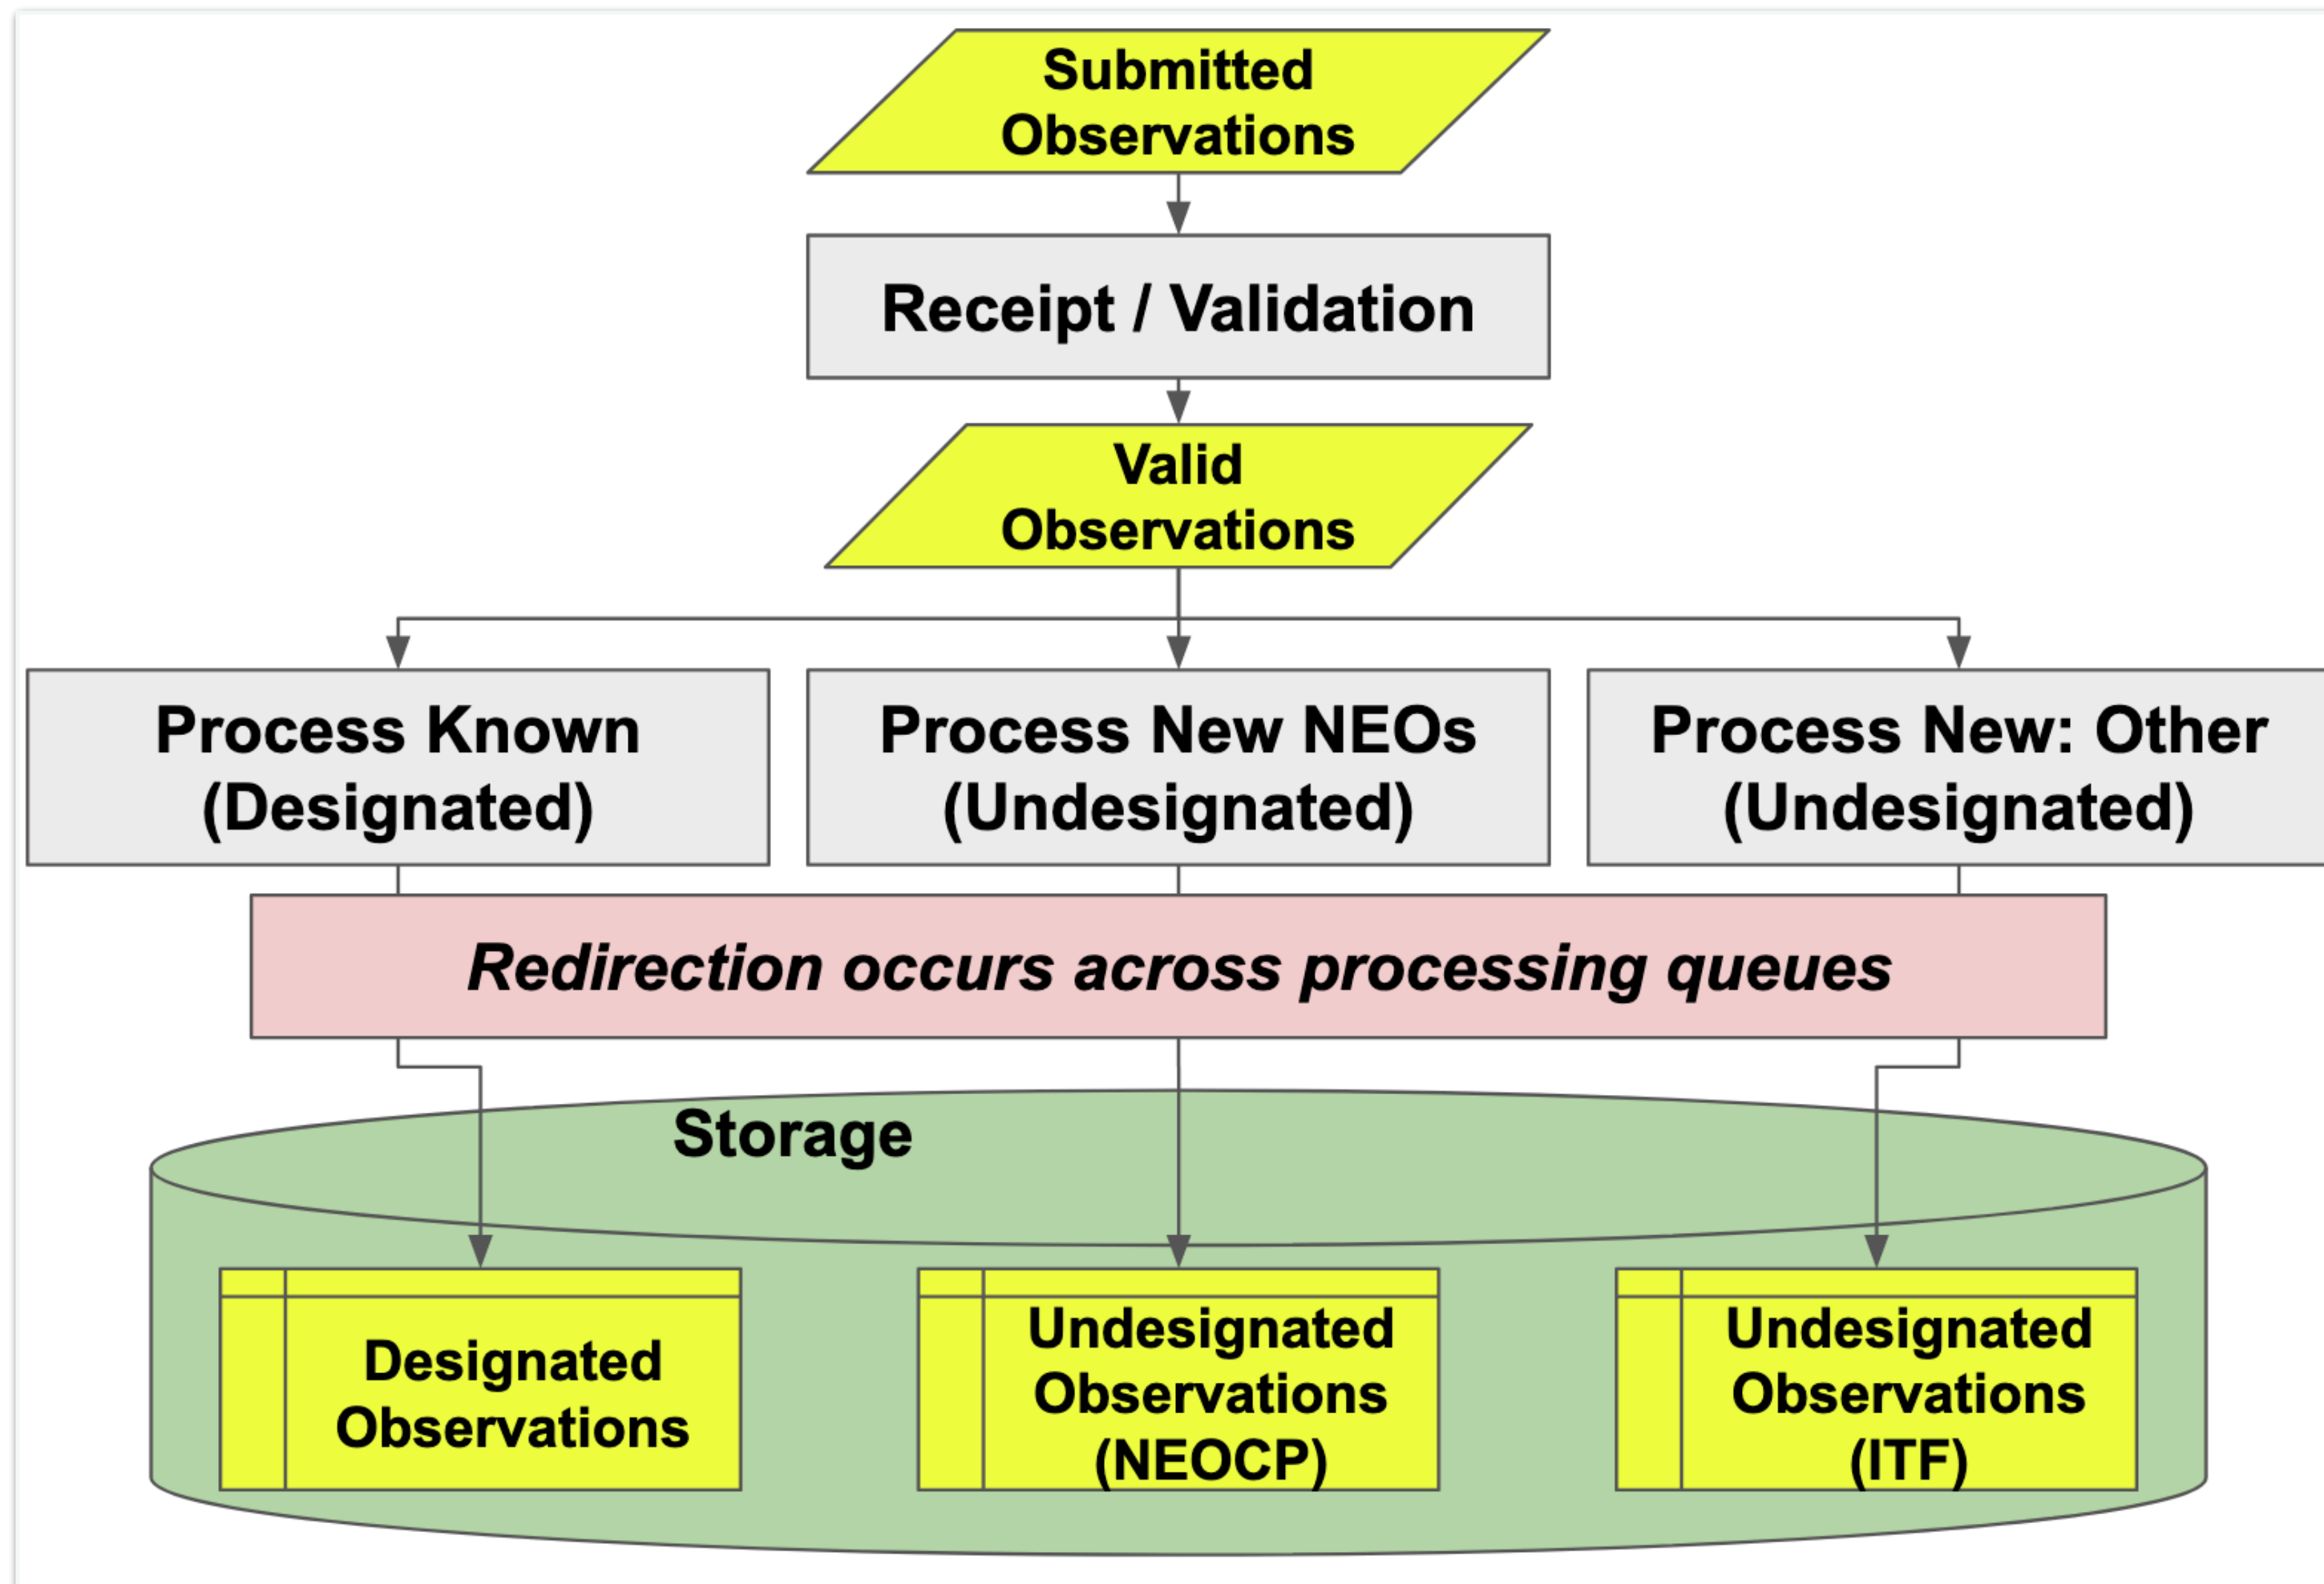 Submitted
Observations
Receipt / Validation
Valid
Observations
Process Known
(Designated)
Process New NEOs
(Undesignated)
Process New: Other
(Undesignated)
Redirection occurs across processing queues
Storage
Designated
Observations
Undesignated
Observations
(NEOCP)
Undesignated
Observations
(ITF)